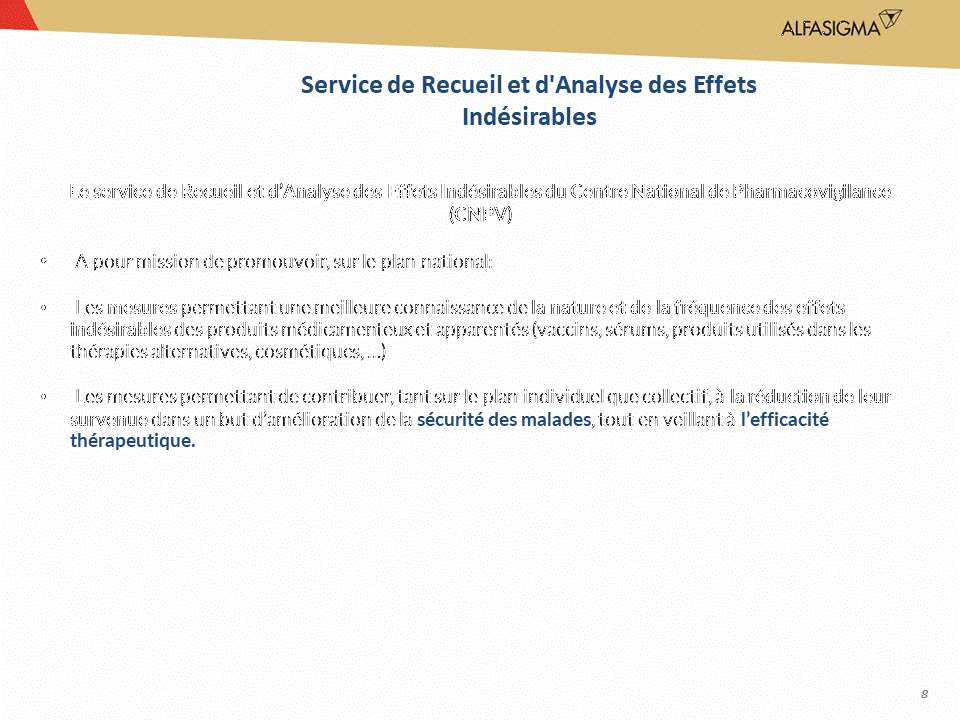 ALFASIGMA
Service de Recueil et d'Analyse des Effets
Indésirables
Le service de Recueil et d'Analyse des Effets Indésirables du Centre National de Pharmacovigilance
(CNPV)
• A pour mission de promouvoir, sur le plan national:
• Les mesures permettant une meilleure connaissance de la nature et de la fréquence des effets
indésirables des produits médicamenteux et apparentés (vaccins, sérums, produits utilisés dans les
thérapies alternatives, cosmétiques, …)
• Les mesures permettant de contribuer, tant sur le plan individuel que collectif, à la réduction de leur
survenue dans un but d'amélioration de la sécurité des malades, tout en veillant à l'efficacité
thérapeutique.
8